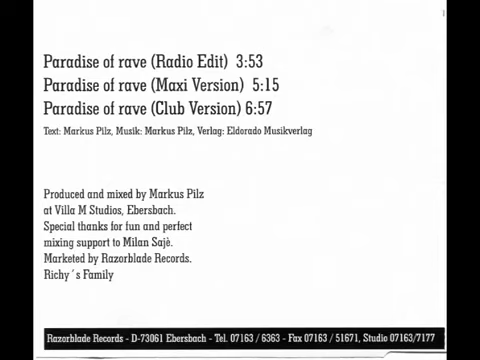 Paradise of rave (Radio Edit) 3:53
Paradise of rave (Maxi Version) 5:15
Paradise of rave (Club Version) 6:57
Text: Markus Pilz, Musik: Markus Pilz, Verlag: Eldorado Musikverlag
Produced and mixed by Markus Pilz
at Villa M Studios, Ebersbach.
Special thanks for fun and perfect
mixing support to Milan Sajè.
Marketed by Razorblade Records.
Richy´s Family
Razorblade Records - D-73061 Ebersbach - Tel. 07163 / 6363 - Fax 07163 / 51671, Studio 07163/7177